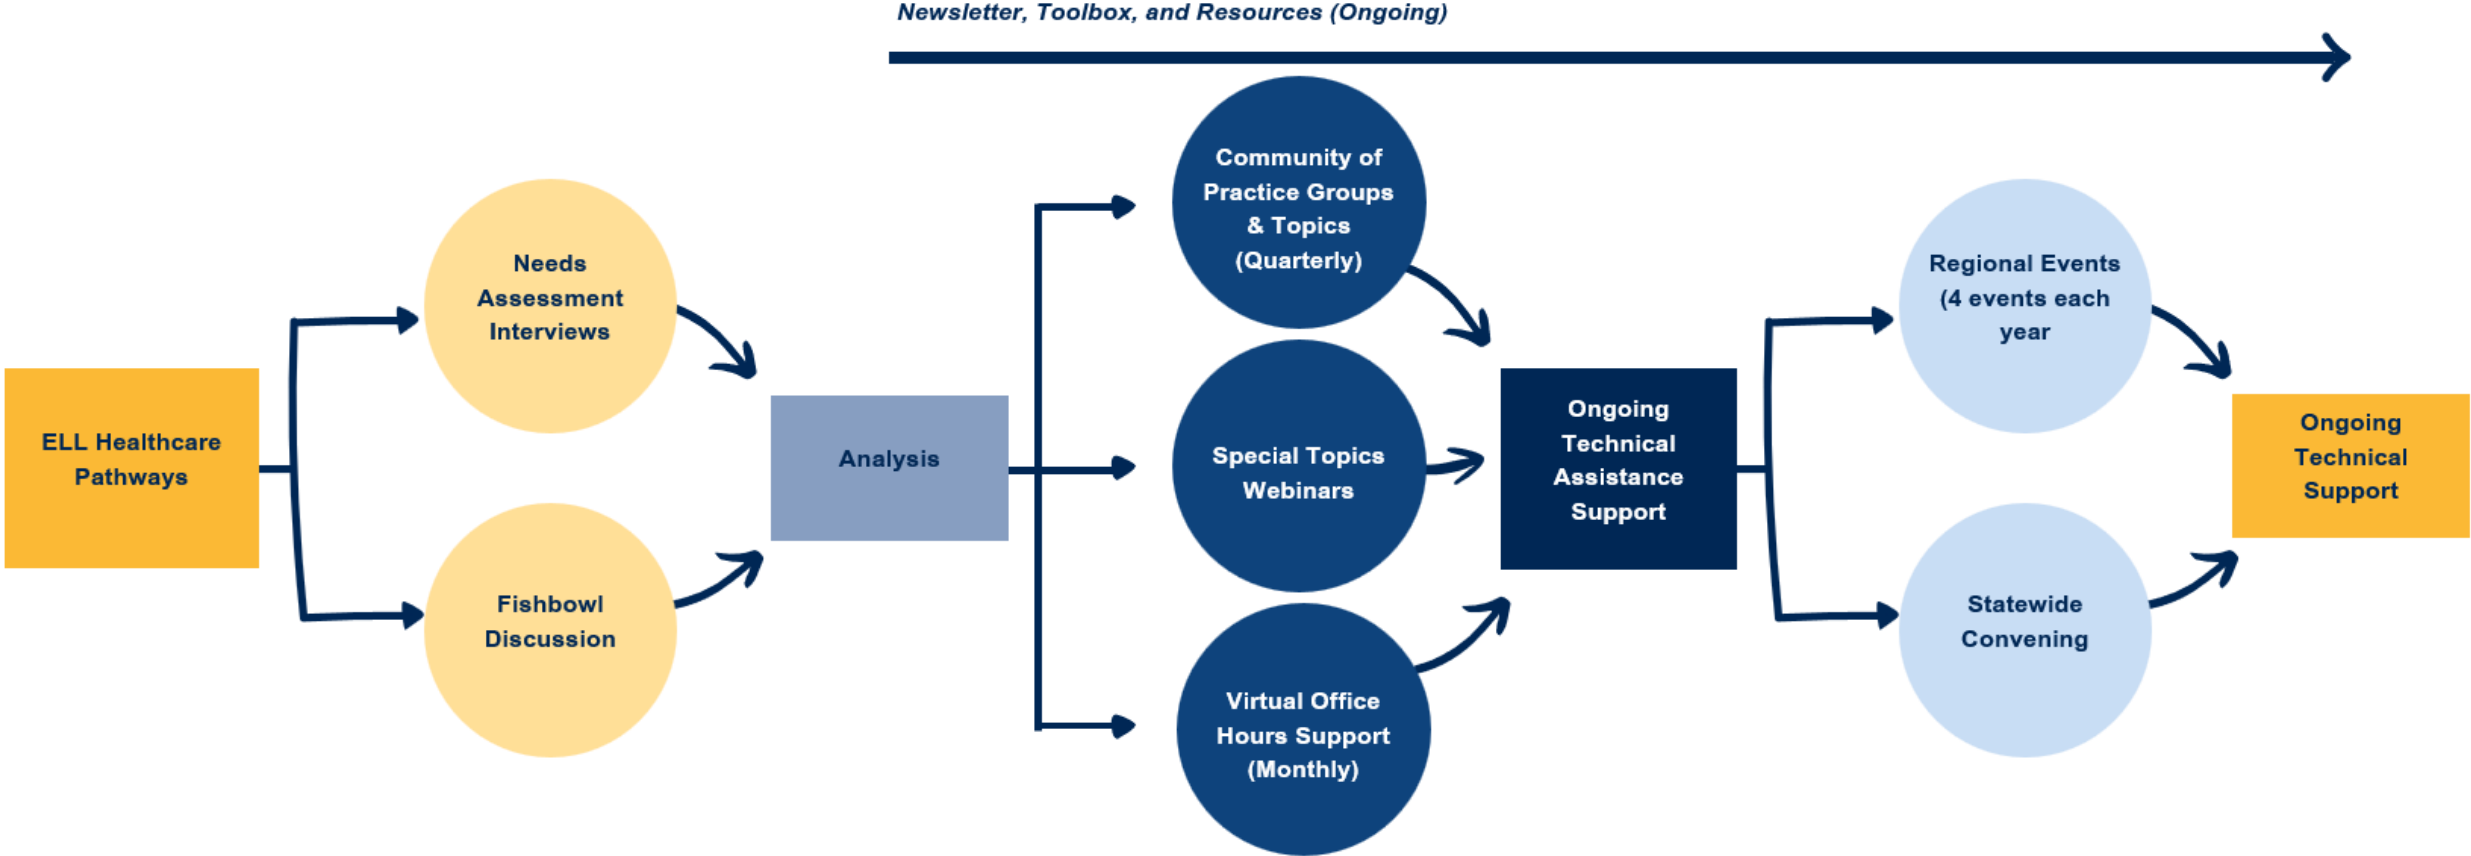 Newsletter, Toolbox, and Resources (Ongoing)
ELL Healthcare
Pathways
Needs
Assessment
Interviews
Fishbowl
Discussion
Analysis
Community of
Practice Groups
& Topics
(Quarterly)
Special Topics
Webinars
Virtual Office
Hours Support
(Monthly)
Ongoing
Technical
Assistance
Support
Regional Events
(4 events each
year
Statewide
Convening
Ongoing
Technical
Support